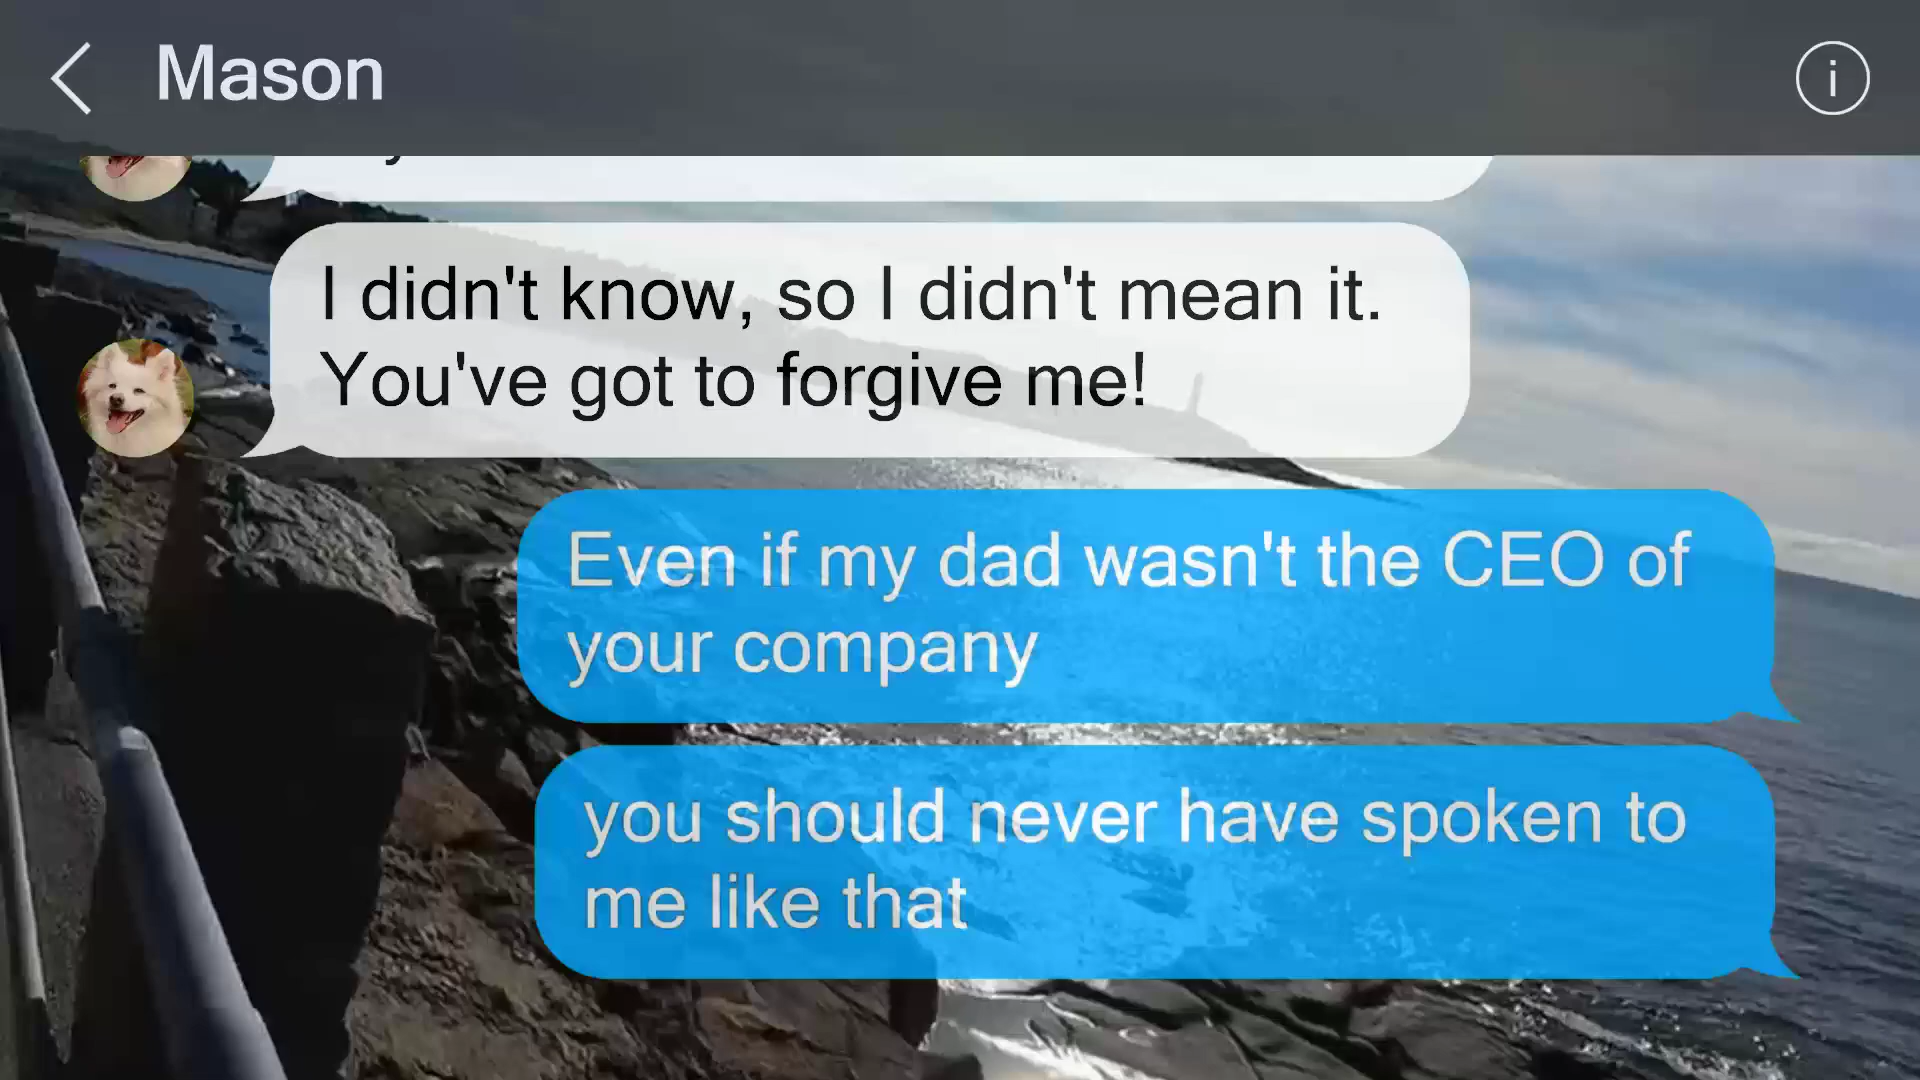 Mason
I didn't know, so I didn't mean it.
You've got to forgive me!
Even if my dad wasn't the CEO of
your company
you should never have spoken to
me like that